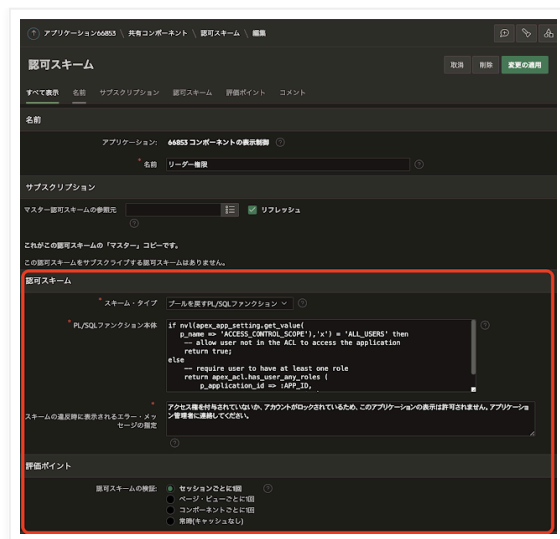 アプリケーション66853 \ 共有コンポーネント \ 認可スキーム \ 編集
認可スキーム
取消 削除 変更の適用
すべて表示 名前 サブスクリプション 認可スキーム 評価ポイント コメント
名前
アプリケーション: 66853 コンポーネントの表示制御
* 名前 リーダー権限
サブスクリプション
マスター認可スキームの参照元 リフレッシュ
これがこの認可スキームの「マスター」コピーです。
この認可スキームをサブスクライブする認可スキームはありません。
認可スキーム
* スキーム・タイプ ブールを戻すPL/SQLファンクション
* PL/SQLファンクション本体
if nvl(apex_app_setting.get_value(
p_name => 'ACCESS_CONTROL_SCOPE'),'x') = 'ALL_USERS' then
-- allow user not in the ACL to access the application
return true;
else
-- require user to have at least one role
return apex_acl.has_user_any_roles (
p_application_id => :APP_ID,
* スキームの違反時に表示されるエラー・メッセージの指定
アクセス権を付与されていないか、アカウントがロックされているため、このアプリケーションの表示は許可されません。アプリケーション管理者に連絡してください。
評価ポイント
認可スキームの検証: セッションごとに1回
ページ・ビューごとに1回
コンポーネントごとに1回
常時(キャッシュなし)